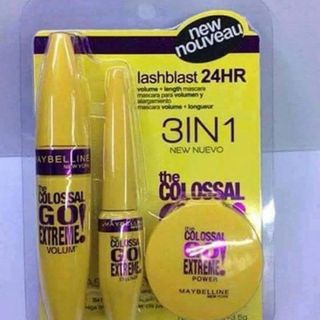 new
nouveau
lashblast 24HR
volume + length mascara
mascara para volumen y
alargamiento
mascara volume + longueur
3IN1
NEW NUEVO
the
COLOSSAL
MAYBELLINE
NEW YORK
the
COLOSSAL
GO
EXTREME!
VOLUM'
MAYBELLINE
the
COLOSSAL
GO
EXTREME!
the
COLOSSAL
GO!
EXTREME!
POWER
MAYBELLINE
NEW YORK